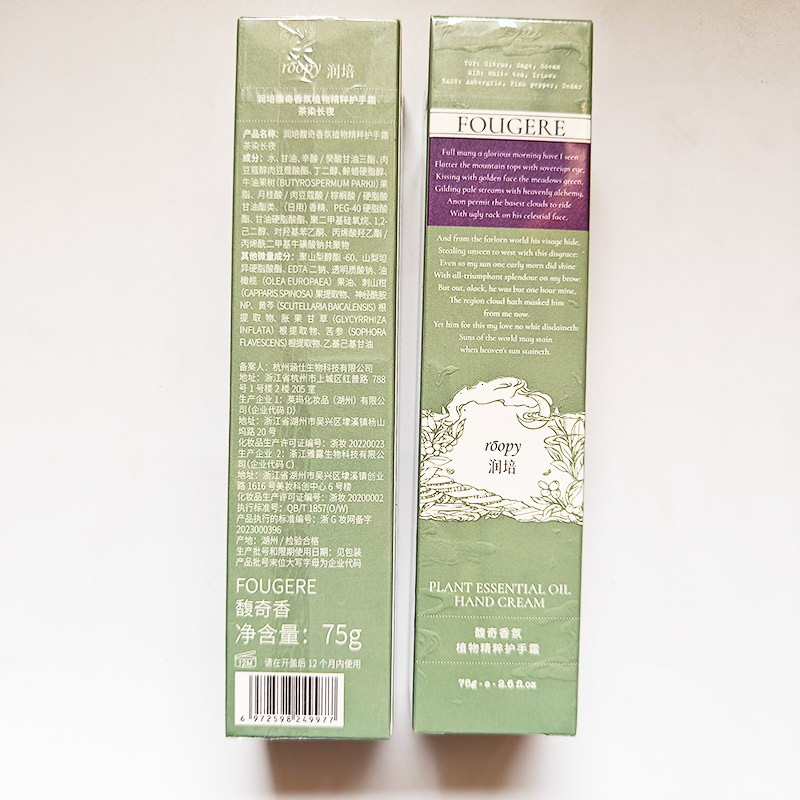 rōopy 润培
润培馥奇香氛植物精粹护手霜
茶染长夜
产品名称：润培馥奇香氛植物精粹护手霜
茶染长夜
成分：水、甘油、辛酸/癸酸甘油三酯、肉
豆蔻醇肉豆蔻酸酯、丁二醇、鲸蜡硬脂醇、
牛油果树(BUTYROSPERMUM PARKII)果
脂、月桂酸/肉豆蔻酸/棕榈酸/硬脂酸
甘油酯类、(日用)香精、PEG-40 硬脂酸
酯、甘油硬脂酸酯、聚二甲基硅氧烷、1,2-
己二醇、对羟基苯乙酮、丙烯酸羟乙酯/
丙烯酰二甲基牛磺酸钠共聚物
其他微量成分：聚山梨醇酯 -60、山梨坦
异硬脂酸酯、EDTA 二钠、透明质酸钠、油
橄榄(OLEA EUROPAEA)果油、刺山柑
(CAPPARIS SPINOSA)果提取物、神经酰胺
NP、黄芩(SCUTELLARIA BAICALENSIS)根
提取物、胀果甘草(GLYCYRRHIZA
INFLATA)根提取物、苦参(SOPHORA
FLAVESCENS)根提取物、乙基己基甘油
备案人：杭州涵仕生物科技有限公司
地址：浙江省杭州市上城区红普路 788
号 1 号楼 2 楼 205 室
生产企业 1：莱玛化妆品（湖州）有限公
司(企业代码 D)
地址：浙江省湖州市吴兴区埭溪镇杨山
坞路 20 号
化妆品生产许可证编号：浙妆 20220023
生产企业 2：浙江雅露生物科技有限公
司(企业代码 C)
地址：浙江省湖州市吴兴区埭溪镇创业
路 1616 号美妆科创中心 6 号楼
化妆品生产许可证编号：浙妆 20200002
执行标准号：QB/T 1857(O/W)
产品执行的标准编号：浙 G 妆网备字
2023000396
产地：湖州 / 检验合格
生产批号和限期使用日期：见包装
产品批号末位大写字母为企业代码
FOUGERE
馥奇香
净含量：75g
12M 请在开盖后 12 个月内使用
6 972598 249977
TOP: Citrus, Sage, Ocean
MID: White tea, Irises
BASE: Ambergris, Pink pepper, Cedar
FOUGERE
Full many a glorious morning have I seen
Flatter the mountain tops with sovereign eye,
Kissing with golden face the meadows green,
Gilding pale streams with heavenly alchemy,
Anon permit the basest clouds to ride
With ugly rack on his celestial face,
And from the forlorn world his visage hide,
Stealing unseen to west with this disgrace:
Even so my sun one early morn did shine
With all-triumphant splendour on my brow:
But out, alack, he was but one hour mine,
The region cloud hath masked him
from me now.
Yet him for this my love no whit disdaineth:
Suns of the world may stain
when heaven's sun staineth.
rōopy
润培
PLANT ESSENTIAL OIL
HAND CREAM
馥奇香氛
植物精粹护手霜
75g·e·2.6 fl.oz